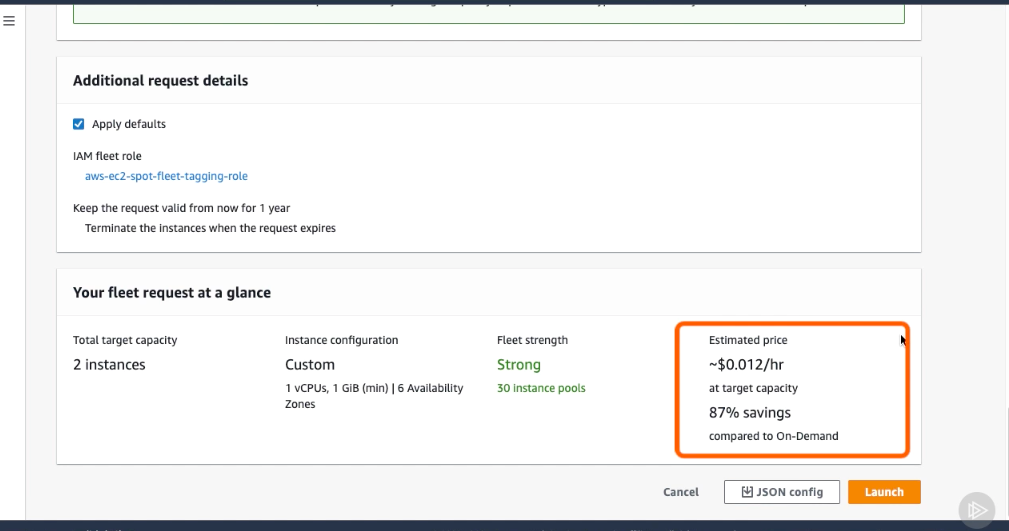 Additional request details
Apply defaults
IAM fleet role
aws-ec2-spot-fleet-tagging-role
Keep the request valid from now for 1 year
Terminate the instances when the request expires
Your fleet request at a glance
Total target capacity
2 instances
Instance configuration
Custom
1 vCPUs, 1 GiB (min) | 6 Availability
Zones
Fleet strength
Strong
30 instance pools
Estimated price
~$0.012/hr
at target capacity
87% savings
compared to On-Demand
Cancel
JSON config
Launch